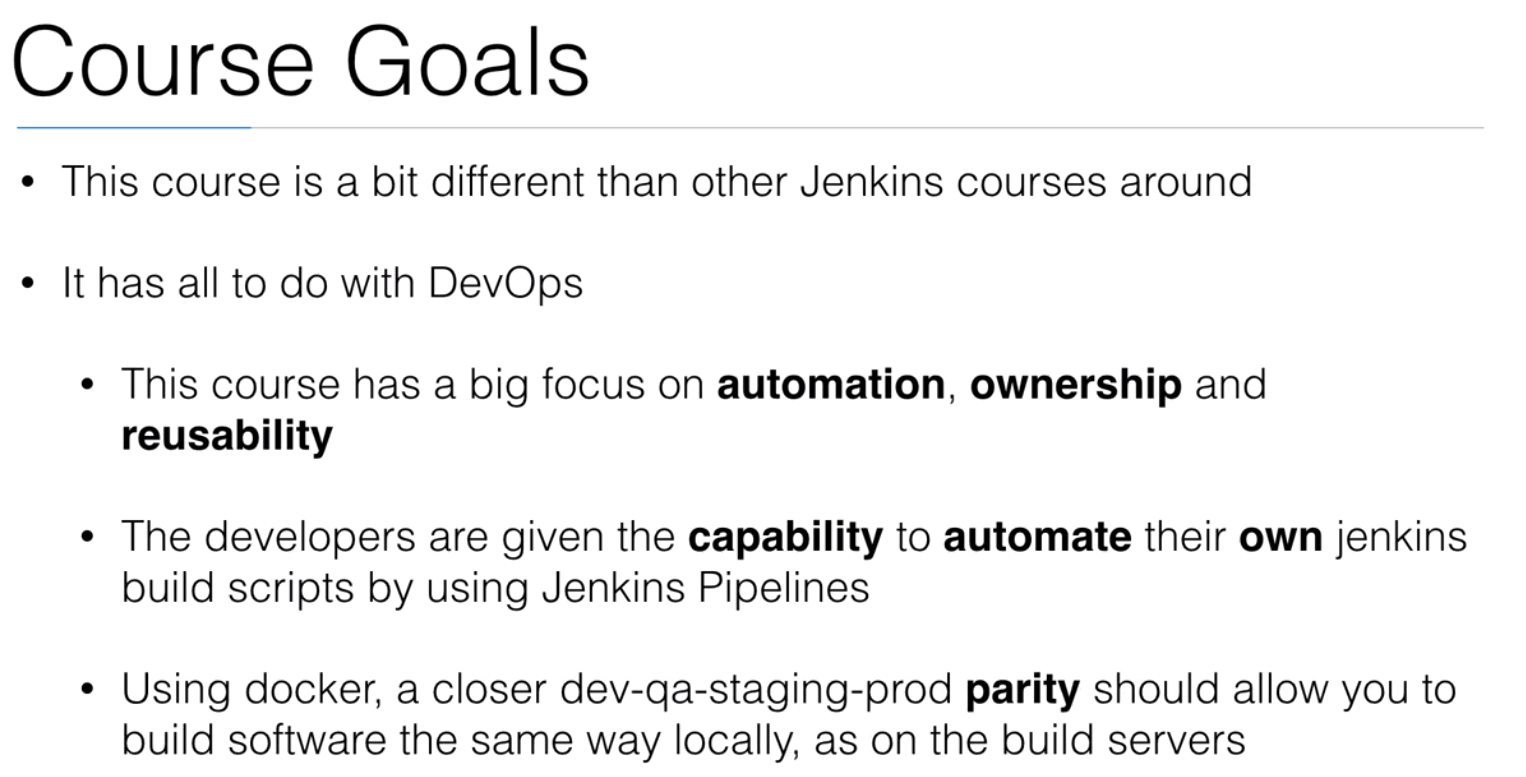 Course Goals
• This course is a bit different than other Jenkins courses around
• It has all to do with DevOps
• This course has a big focus on automation, ownership and
reusability
• The developers are given the capability to automate their own jenkins
build scripts by using Jenkins Pipelines
• Using docker, a closer dev-qa-staging-prod parity should allow you to
build software the same way locally, as on the build servers